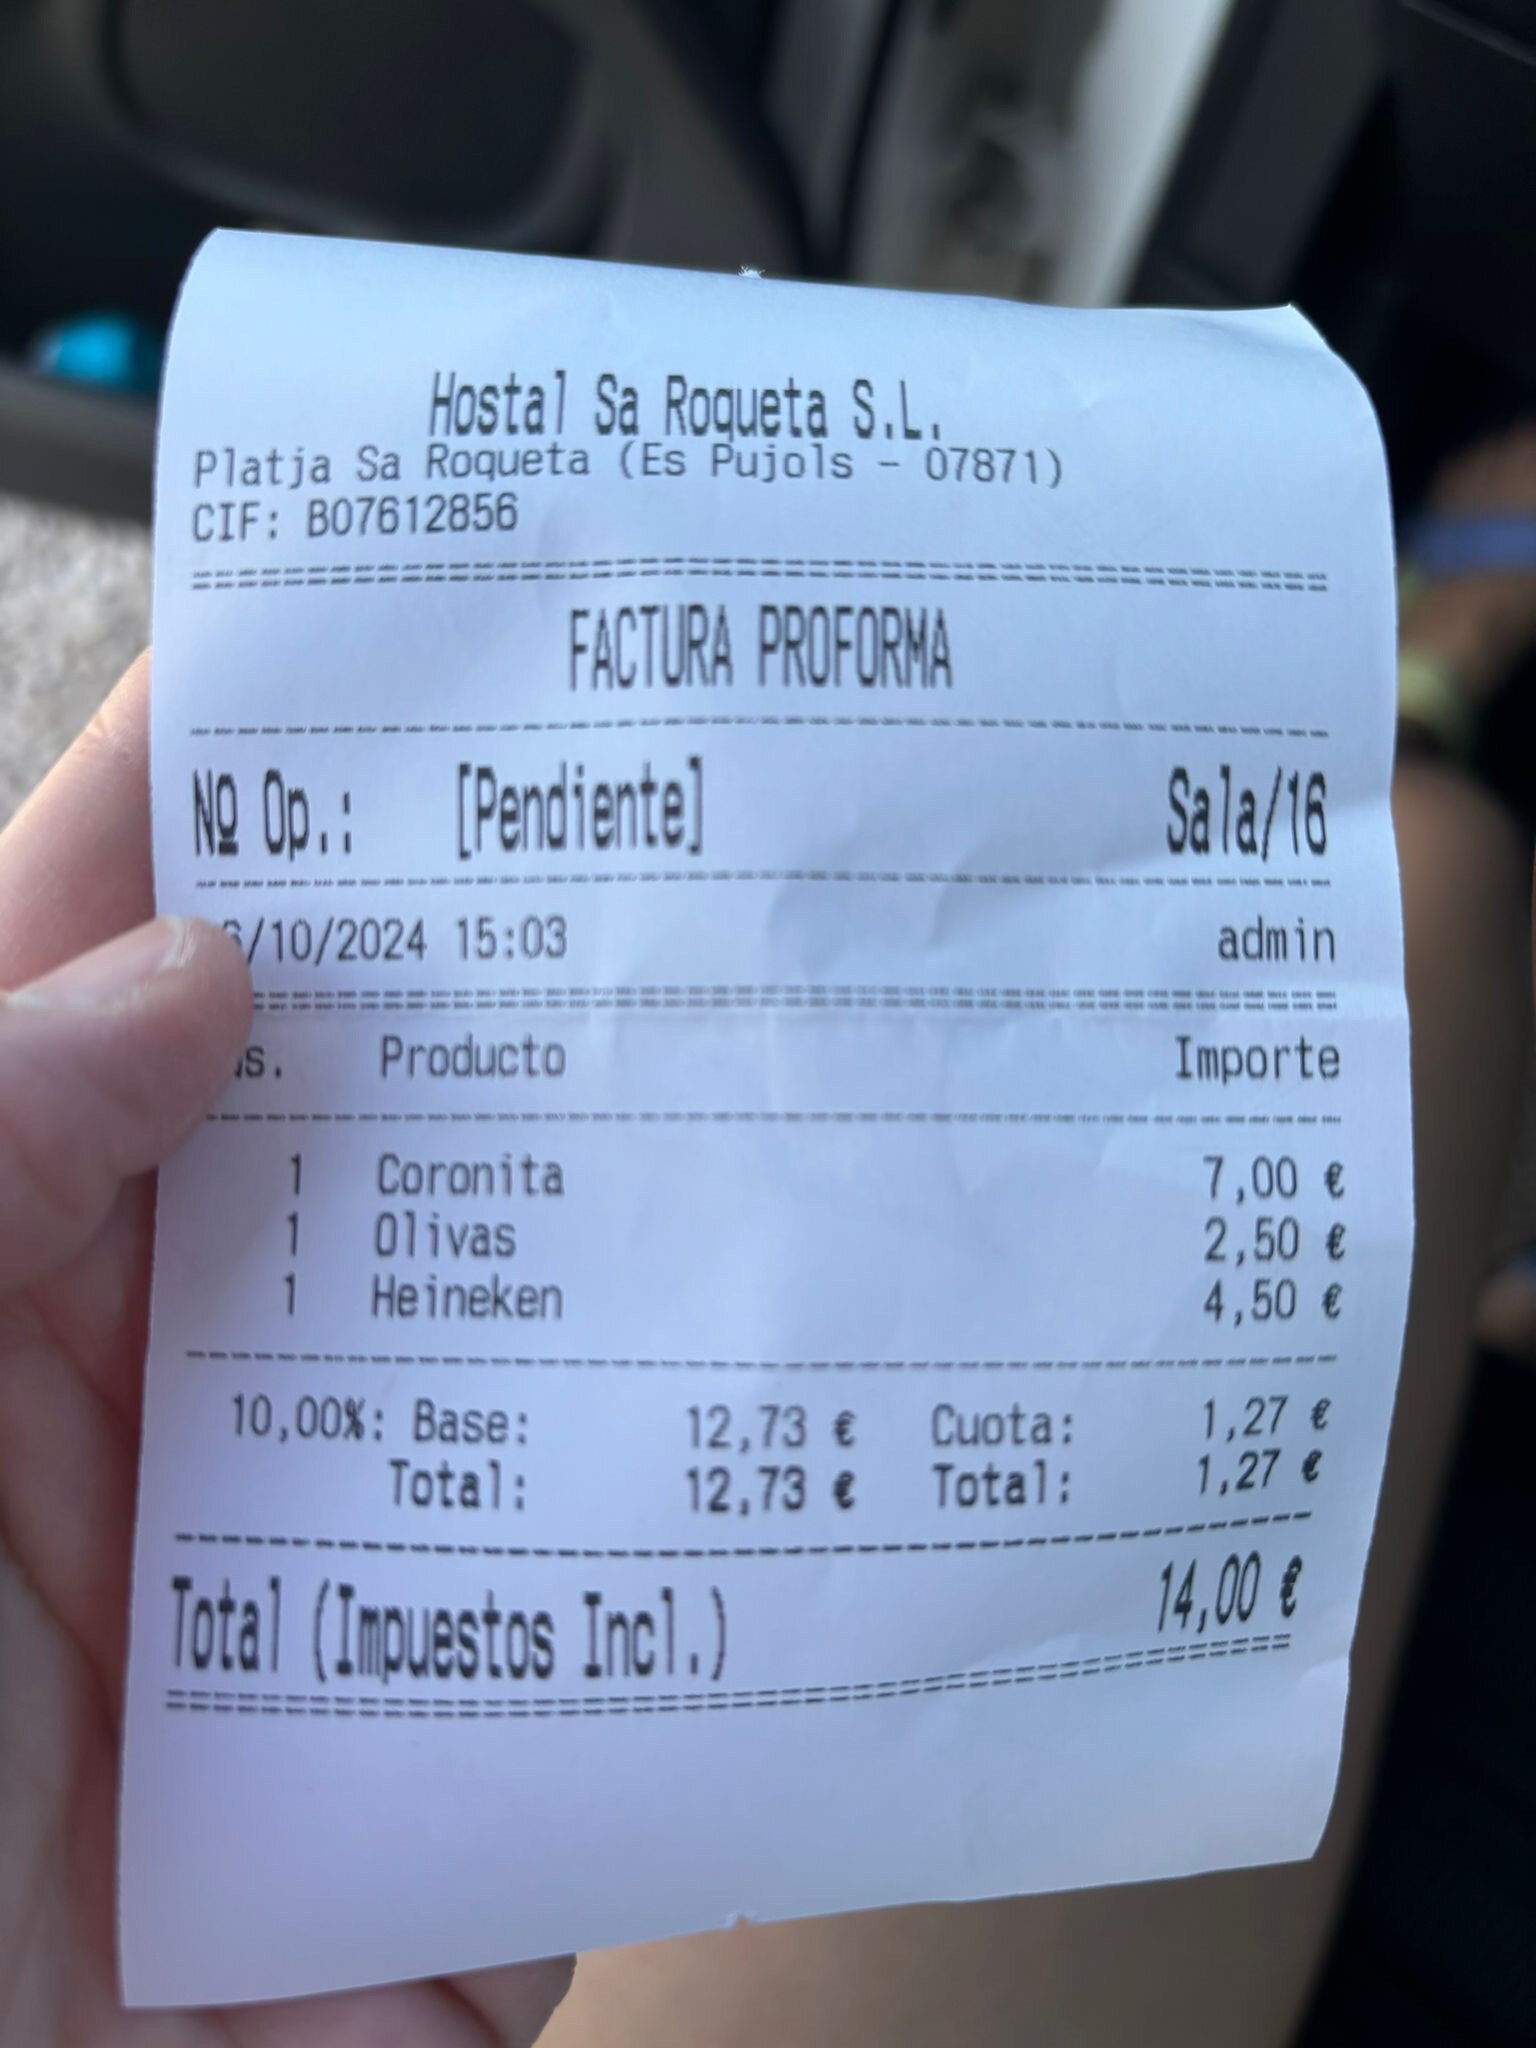 Hostal Sa Roqueta S.L.
Platja Sa Roqueta (Es Pujols - 07871)
CIF: B07612856
FACTURA PROFORMA
Nº Op.: [Pendiente] Sala/16
6/10/2024 15:03 admin
Producto Importe
1 Coronita 7,00 €
1 Olivas 2,50 €
1 Heineken 4,50 €
10,00%: Base: 12,73 € Cuota: 1,27 €
Total: 12,73 € Total: 1,27 €
Total (Impuestos Incl.) 14,00 €